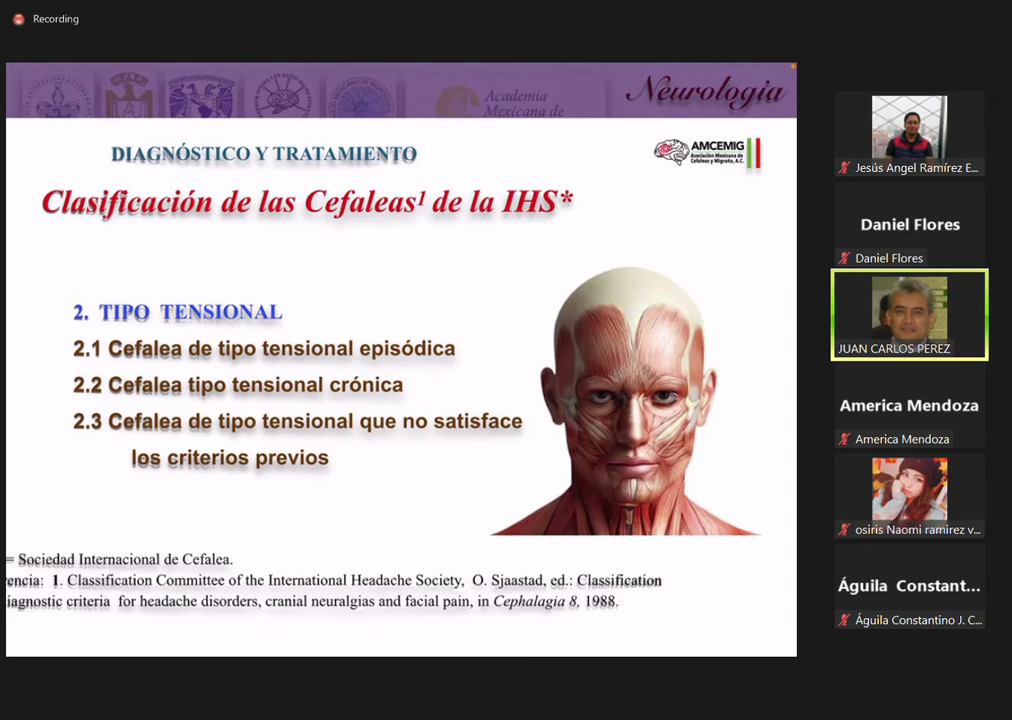 Recording
Neurología
Academia
Mexicana de
DIAGNÓSTICO Y TRATAMIENTO
AMCEMIG
Asociación Mexicana de
Cefaleas y Migraña, A.C.
Clasificación de las Cefaleas¹ de la IHS*
2. TIPO TENSIONAL
2.1 Cefalea de tipo tensional episódica
2.2 Cefalea tipo tensional crónica
2.3 Cefalea de tipo tensional que no satisface
los criterios previos
= Sociedad Internacional de Cefalea.
encia: 1. Classification Committee of the International Headache Society, O. Sjaastad, ed.: Classification
iagnostic criteria for headache disorders, cranial neuralgias and facial pain, in Cephalagia 8, 1988.
Jesús Angel Ramírez E...
Daniel Flores
Daniel Flores
JUAN CARLOS PEREZ
America Mendoza
America Mendoza
osiris Naomi ramirez v...
Águila Constant...
Águila Constantino J. C...